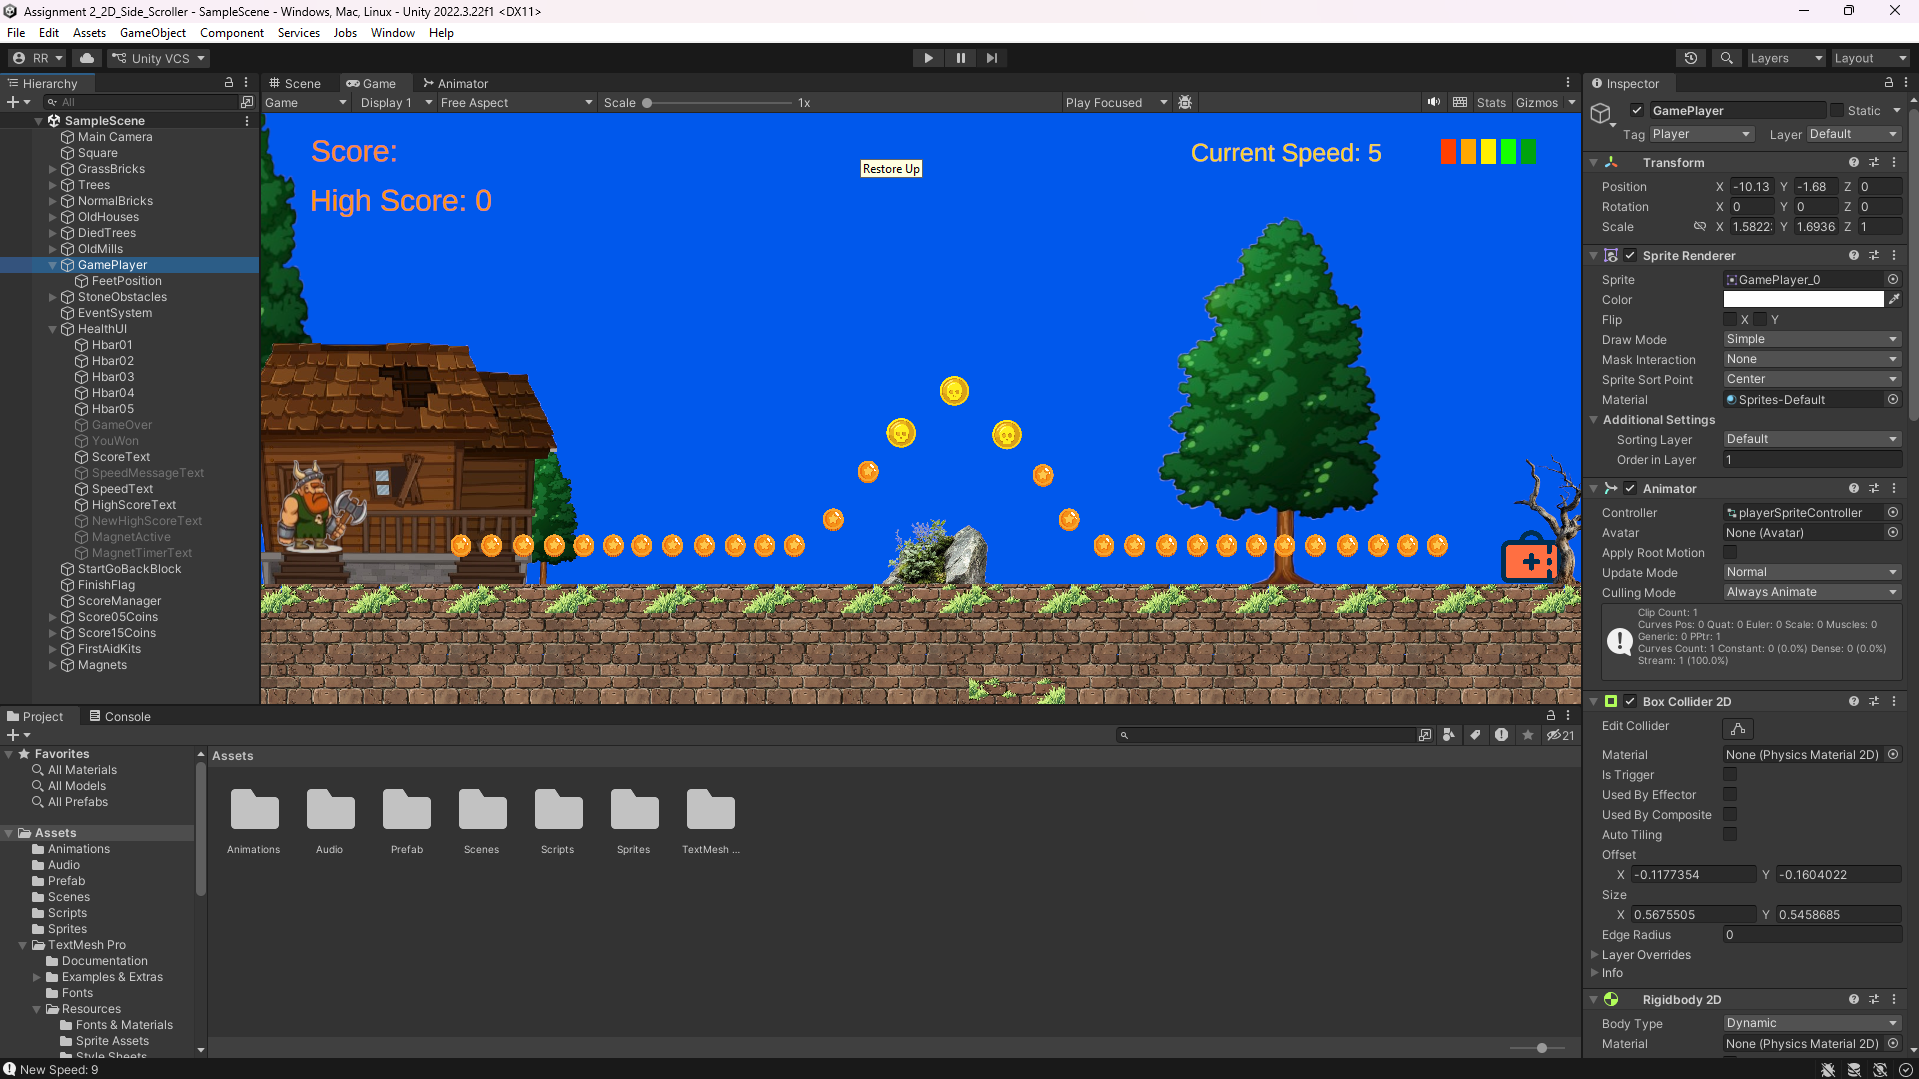 Assignment 2_2D_Side_Scroller - SampleScene - Windows, Mac, Linux - Unity 2022.3.22f1 <DX11>
File Edit Assets GameObject Component Services Jobs Window Help
RR Unity VCS Layers Layout
Hierarchy
All
SampleScene
Main Camera
Square
GrassBricks
Trees
NormalBricks
OldHouses
DiedTrees
OldMills
GamePlayer
FeetPosition
StoneObstacles
EventSystem
HealthUI
Hbar01
Hbar02
Hbar03
Hbar04
Hbar05
GameOver
YouWon
ScoreText
SpeedMessageText
SpeedText
HighScoreText
NewHighScoreText
MagnetActive
MagnetTimerText
StartGoBackBlock
FinishFlag
ScoreManager
Score05Coins
Score15Coins
FirstAidKits
Magnets
Scene Game Animator
Game Display 1 Free Aspect Scale 1x Play Focused Stats Gizmos
Score:
High Score: 0
Restore Up
Current Speed: 5
Inspector
GamePlayer Static
Tag Player Layer Default
Transform
Position X -10.13 Y -1.68 Z 0
Rotation X 0 Y 0 Z 0
Scale X 1.5822 Y 1.6936 Z 1
Sprite Renderer
Sprite GamePlayer_0
Color
Flip X Y
Draw Mode Simple
Mask Interaction None
Sprite Sort Point Center
Material Sprites-Default
Additional Settings
Sorting Layer Default
Order in Layer 1
Animator
Controller playerSpriteController
Avatar None (Avatar)
Apply Root Motion
Update Mode Normal
Culling Mode Always Animate
Clip Count: 1
Curves Pos: 0 Quat: 0 Euler: 0 Scale: 0 Muscles: 0
Generic: 0 PPtr: 1
Curves Count: 1 Constant: 0 (0.0%) Dense: 0 (0.0%)
Stream: 1 (100.0%)
Box Collider 2D
Edit Collider
Material None (Physics Material 2D)
Is Trigger
Used By Effector
Used By Composite
Auto Tiling
Offset
X -0.1177354 Y -0.1604022
Size
X 0.5675505 Y 0.5458685
Edge Radius 0
Layer Overrides
Info
Rigidbody 2D
Body Type Dynamic
Material None (Physics Material 2D)
Project Console
21
Favorites
All Materials
All Models
All Prefabs
Assets
Animations
Audio
Prefab
Scenes
Scripts
Sprites
TextMesh Pro
Documentation
Examples & Extras
Fonts
Resources
Fonts & Materials
Sprite Assets
Style Sheets
Assets
Animations Audio Prefab Scenes Scripts Sprites TextMesh ...
New Speed: 9